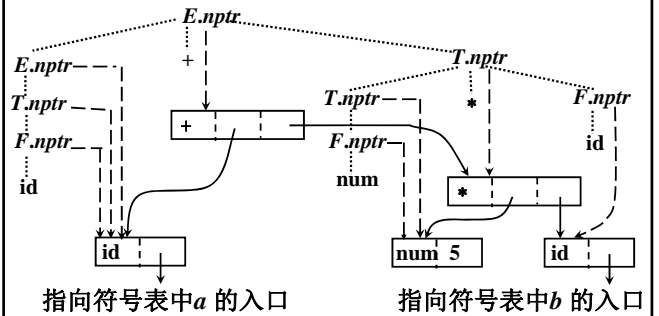 E.nptr
E.nptr + T.nptr
T.nptr T.nptr * F.nptr
+
F.nptr F.nptr id
id num
*
id num 5 id
指向符号表中a 的入口 指向符号表中b 的入口